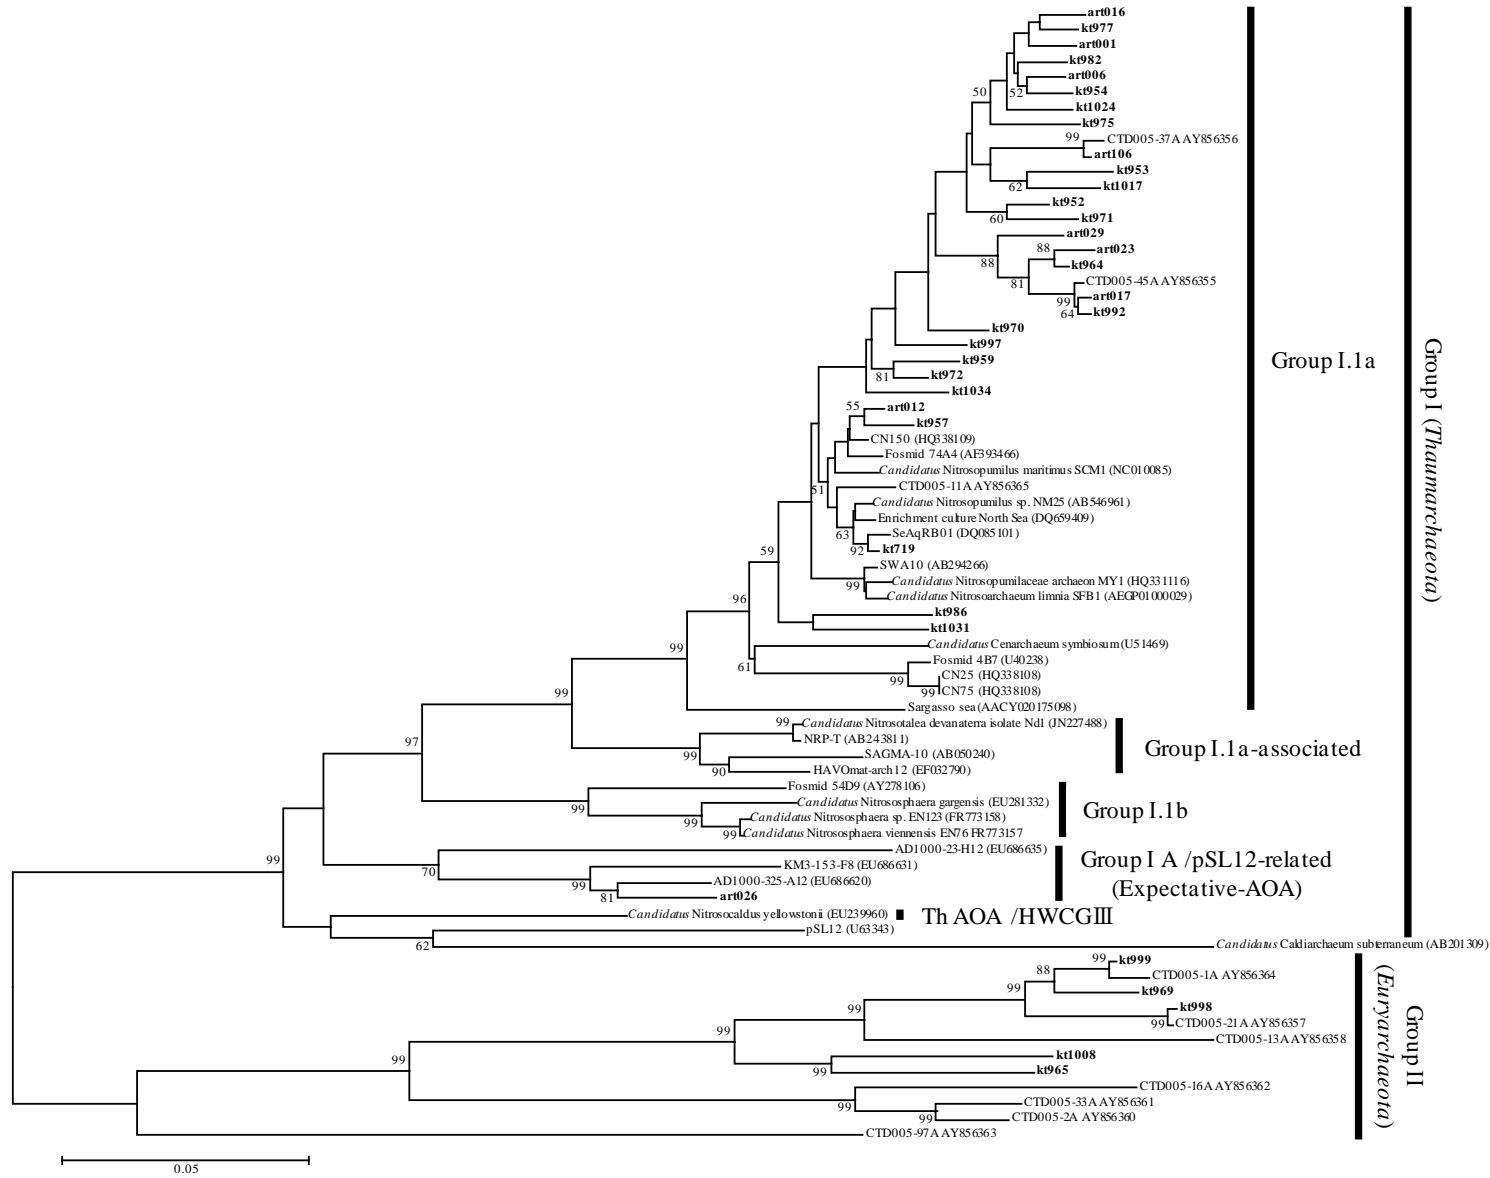 art016
kt977
art001
kt982
art006
50
52
kt954
kt1024
kt975
99
CTD005-37A AY856356
art106
kt953
62
kt1017
kt952
60
kt971
art029
88
88
art023
kt964
81
CTD005-45A AY856355
99
art017
64
kt992
kt970
kt997
kt959
81
kt972
kt1034
55
art012
kt957
CN150 (HQ338109)
Fosmid 74A4 (AF393466)
Candidatus Nitrosopumilus maritimus SCM1 (NC010085)
51
CTD005-11A AY856365
Candidatus Nitrosopumilus sp. NM25 (AB546961)
Enrichment culture North Sea (DQ659409)
63
SeAqRB01 (DQ085101)
92
kt719
59
SWA10 (AB294266)
99
Candidatus Nitrosopumilaceae archaeon MY1 (HQ331116)
Candidatus Nitrosoarchaeum limnia SFB1 (AEGP01000029)
96
kt986
kt1031
Candidatus Cenarchaeum symbiosum (U51469)
99
61
Fosmid 4B7 (U40238)
99
CN25 (HQ338108)
99
CN75 (HQ338108)
Sargasso sea (AACY020175098)
Group I.1a
Group I (Thaumarchaeota)
99
99
Candidatus Nitrosotalea devanaterra isolate Nd1 (JN227488)
NRP-T (AB243811)
99
SAGMA-10 (AB050240)
90
HAVOmat-arch12 (EF032790)
Group I.1a-associated
97
Fosmid 54D9 (AY278106)
99
Candidatus Nitrososphaera gargensis (EU281332)
99
Candidatus Nitrososphaera sp. EN123 (FR773158)
99
Candidatus Nitrososphaera viennensis EN76 FR773157
Group I.1b
99
AD1000-23-H12 (EU686635)
70
KM3-153-F8 (EU686631)
99
AD1000-325-A12 (EU686620)
81
art026
Group I A /pSL12-related
(Expectative-AOA)
Candidatus Nitrosocaldus yellowstonii (EU239960)
Th AOA /HWCGIII
pSL12 (U63343)
62
Candidatus Caldiarchaeum subterraneum (AB201309)
99
kt999
88
CTD005-1A AY856364
99
kt969
kt998
99
CTD005-21A AY856357
99
CTD005-13A AY856358
99
kt1008
99
kt965
99
CTD005-16A AY856362
99
CTD005-33A AY856361
99
CTD005-2A AY856360
CTD005-97A AY856363
Group II
(Euryarchaeota)
0.05